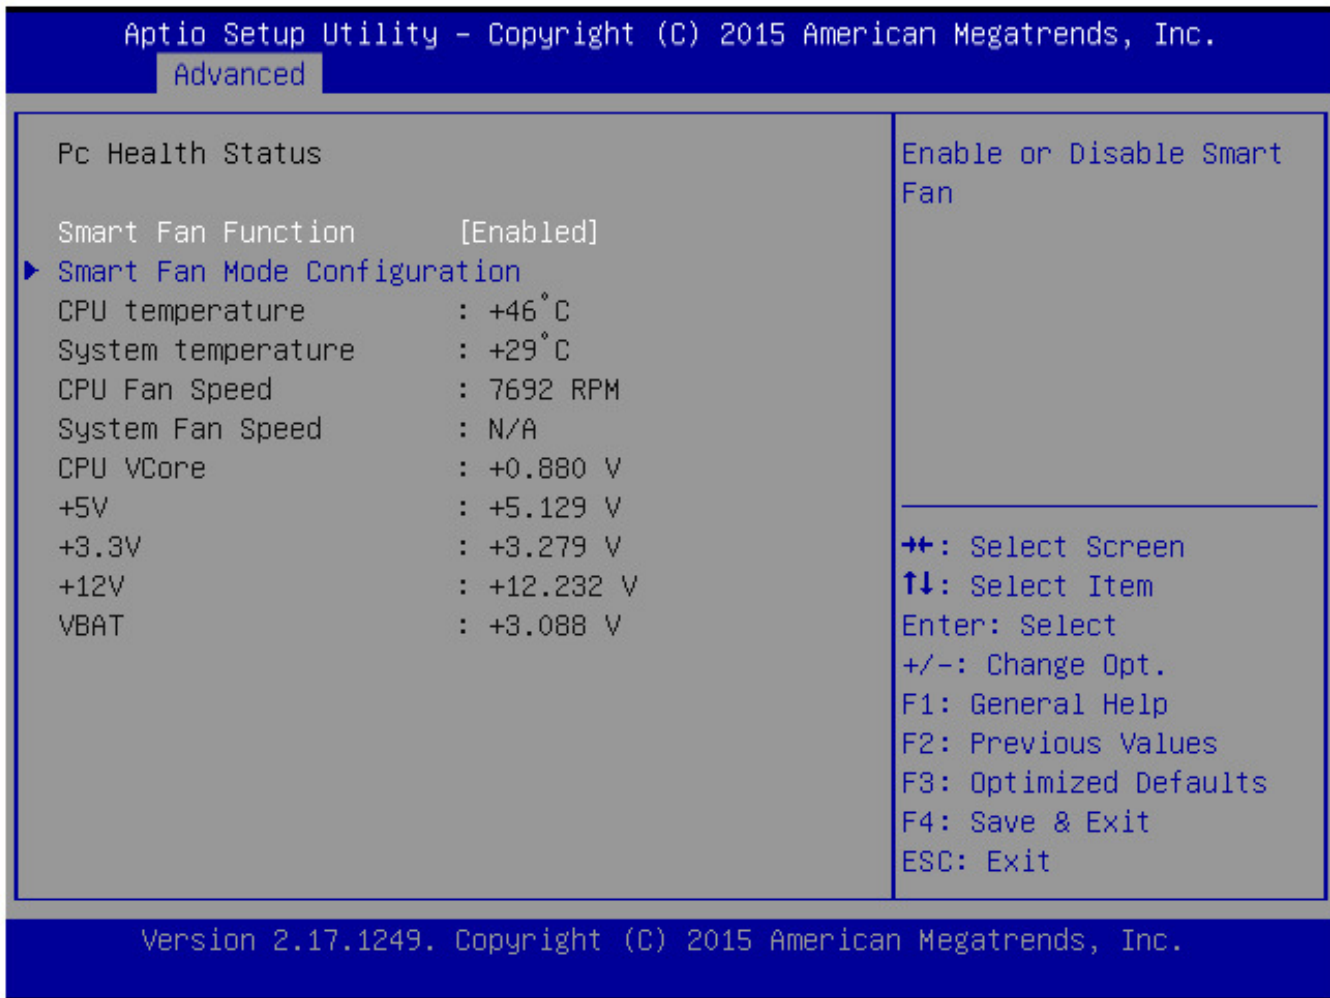 Aptio Setup Utility – Copyright (C) 2015 American Megatrends, Inc.
Advanced
Pc Health Status
Smart Fan Function [Enabled]
Smart Fan Mode Configuration
CPU temperature : +46°C
System temperature : +29°C
CPU Fan Speed : 7692 RPM
System Fan Speed : N/A
CPU VCore : +0.880 V
+5V : +5.129 V
+3.3V : +3.279 V
+12V : +12.232 V
VBAT : +3.088 V
Enable or Disable Smart
Fan
→←: Select Screen
↑↓: Select Item
Enter: Select
+/-: Change Opt.
F1: General Help
F2: Previous Values
F3: Optimized Defaults
F4: Save & Exit
ESC: Exit
Version 2.17.1249. Copyright (C) 2015 American Megatrends, Inc.